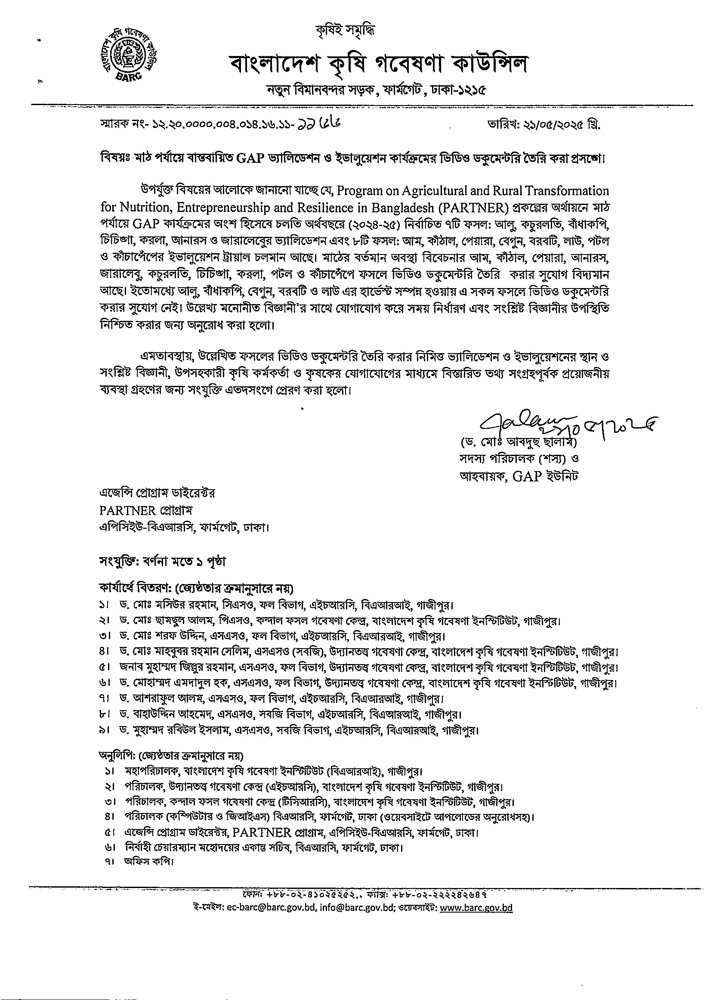 কৃষিই সমৃদ্ধি
বাংলাদেশ কৃষি গবেষণা কাউন্সিল
BARC
বাংলাদেশ কৃষি গবেষণা কাউন্সিল
নতুন বিমানবন্দর সড়ক, ফার্মগেট, ঢাকা-১২১৫
স্মারক নং- ১২.২০.০০০০.০০৪.০১৪.১৬.১১-
তারিখ: ২১/০৫/২০২৫ খ্রি.
বিষয়ঃ মাঠ পর্যায়ে বাস্তবায়িত GAP ভ্যালিডেশন ও ইভালুয়েশন কার্যক্রমের ভিডিও ডকুমেন্টরি তৈরি করা প্রসঙ্গে।
উপর্যুক্ত বিষয়ের আলোকে জানানো যাচ্ছে যে, Program on Agricultural and Rural Transformation
for Nutrition, Entrepreneurship and Resilience in Bangladesh (PARTNER) প্রকল্পের অর্থায়নে মাঠ
পর্যায়ে GAP কার্যক্রমের অংশ হিসেবে চলতি অর্থবছরে (২০২৪-২৫) নির্বাচিত ৭টি ফসল: আলু, কচুরলতি, বাঁধাকপি,
চিচিঙ্গা, করলা, আনারস ও জারালেবুর ভ্যালিডেশন এবং ৮টি ফসল: আম, কাঁঠাল, পেয়ারা, বেগুন, বরবটি, লাউ, পটল
ও কাঁচাপেঁপের ইভালুয়েশন ট্রায়াল চলমান আছে। মাঠের বর্তমান অবস্থা বিবেচনার আম, কাঁঠাল, পেয়ারা, আনারস,
জারালেবু, কচুরলতি, চিচিঙ্গা, করলা, পটল ও কাঁচাপেঁপে ফসলে ভিডিও ডকুমেন্টরি তৈরি করার সুযোগ বিদ্যমান
আছে। ইতোমধ্যে আলু, বাঁধাকপি, বেগুন, বরবটি ও লাউ এর হার্ভেস্ট সম্পন্ন হওয়ায় এ সকল ফসলে ভিডিও ডকুমেন্টরি
করার সুযোগ নেই। উল্লেখ্য মনোনীত বিজ্ঞানী'র সাথে যোগাযোগ করে সময় নির্ধারণ এবং সংশ্লিষ্ট বিজ্ঞানীর উপস্থিতি
নিশ্চিত করার জন্য অনুরোধ করা হলো।
এমতাবস্থায়, উল্লেখিত ফসলের ভিডিও ডকুমেন্টরি তৈরি করার নিমিত্ত ভ্যালিডেশন ও ইভালুয়েশনের স্থান ও
সংশ্লিষ্ট বিজ্ঞানী, উপসহকারী কৃষি কর্মকর্তা ও কৃষকের যোগাযোগের মাধ্যমে বিস্তারিত তথ্য সংগ্রহপূর্বক প্রয়োজনীয়
ব্যবস্থা গ্রহণের জন্য সংযুক্তি এতদসংগে প্রেরণ করা হলো।
২১/০৫/২০২৫
(ড. মোঃ আবদুছ ছালাম)
সদস্য পরিচালক (শস্য) ও
আহবায়ক, GAP ইউনিট
এজেন্সি প্রোগ্রাম ডাইরেক্টর
PARTNER প্রোগ্রাম
এপিসিইউ-বিএআরসি, ফার্মগেট, ঢাকা।
সংযুক্তি: বর্ণনা মতে ১ পৃষ্ঠা
কার্যার্থে বিতরণ: (জ্যেষ্ঠতার ক্রমানুসারে নয়)
১। ড. মোঃ মসিউর রহমান, সিএসও, ফল বিভাগ, এইচআরসি, বিএআরআই, গাজীপুর।
২। ড. মোঃ ছামছুল আলম, পিএসও, কন্দাল ফসল গবেষণা কেন্দ্র, বাংলাদেশ কৃষি গবেষণা ইনস্টিটিউট, গাজীপুর।
৩। ড. মোঃ শরফ উদ্দিন, এসএসও, ফল বিভাগ, এইচআরসি, বিএআরআই, গাজীপুর।
৪। ড. মোঃ মাহবুবর রহমান সেলিম, এসএসও (সবজি), উদ্যানতত্ত্ব গবেষণা কেন্দ্র, বাংলাদেশ কৃষি গবেষণা ইনস্টিটিউট, গাজীপুর।
৫। জনাব মুহাম্মদ জিল্লুর রহমান, এসএসও, ফল বিভাগ, উদ্যানতত্ত্ব গবেষণা কেন্দ্র, বাংলাদেশ কৃষি গবেষণা ইনস্টিটিউট, গাজীপুর।
৬। ড. মোহাম্মদ এমদাদুল হক, এসএসও, ফল বিভাগ, উদ্যানতত্ত্ব গবেষণা কেন্দ্র, বাংলাদেশ কৃষি গবেষণা ইনস্টিটিউট, গাজীপুর।
৭। ড. আশরাফুল আলম, এসএসও, ফল বিভাগ, এইচআরসি, বিএআরআই, গাজীপুর।
৮। ড. বাহাউদ্দিন আহমেদ, এসএসও, সবজি বিভাগ, এইচআরসি, বিএআরআই, গাজীপুর।
৯। ড. মুহাম্মদ রবিউল ইসলাম, এসএসও, সবজি বিভাগ, এইচআরসি, বিএআরআই, গাজীপুর।
অনুলিপি: (জ্যেষ্ঠতার ক্রমানুসারে নয়)
১। মহাপরিচালক, বাংলাদেশ কৃষি গবেষণা ইনস্টিটিউট (বিএআরআই), গাজীপুর।
২। পরিচালক, উদ্যানতত্ত্ব গবেষণা কেন্দ্র (এইচআরসি), বাংলাদেশ কৃষি গবেষণা ইনস্টিটিউট, গাজীপুর।
৩। পরিচালক, কন্দাল ফসল গবেষণা কেন্দ্র (টিসিআরসি), বাংলাদেশ কৃষি গবেষণা ইনস্টিটিউট, গাজীপুর।
৪। পরিচালক (কম্পিউটার ও জিআইএস) বিএআরসি, ফার্মগেট, ঢাকা (ওয়েবসাইটে আপলোডের অনুরোধসহ)।
৫। এজেন্সি প্রোগ্রাম ডাইরেক্টর, PARTNER প্রোগ্রাম, এপিসিইউ-বিএআরসি, ফার্মগেট, ঢাকা।
৬। নির্বাহী চেয়ারম্যান মহোদয়ের একান্ত সচিব, বিএআরসি, ফার্মগেট, ঢাকা।
৭। অফিস কপি।
ফোন: +৮৮-০২-৪১০২৫২৫২,, ফ্যাক্স: +৮৮-০২-২২২২৪২৬৪৭
ই-মেইল: ec-barc@barc.gov.bd, info@barc.gov.bd; ওয়েবসাইট: www.barc.gov.bd